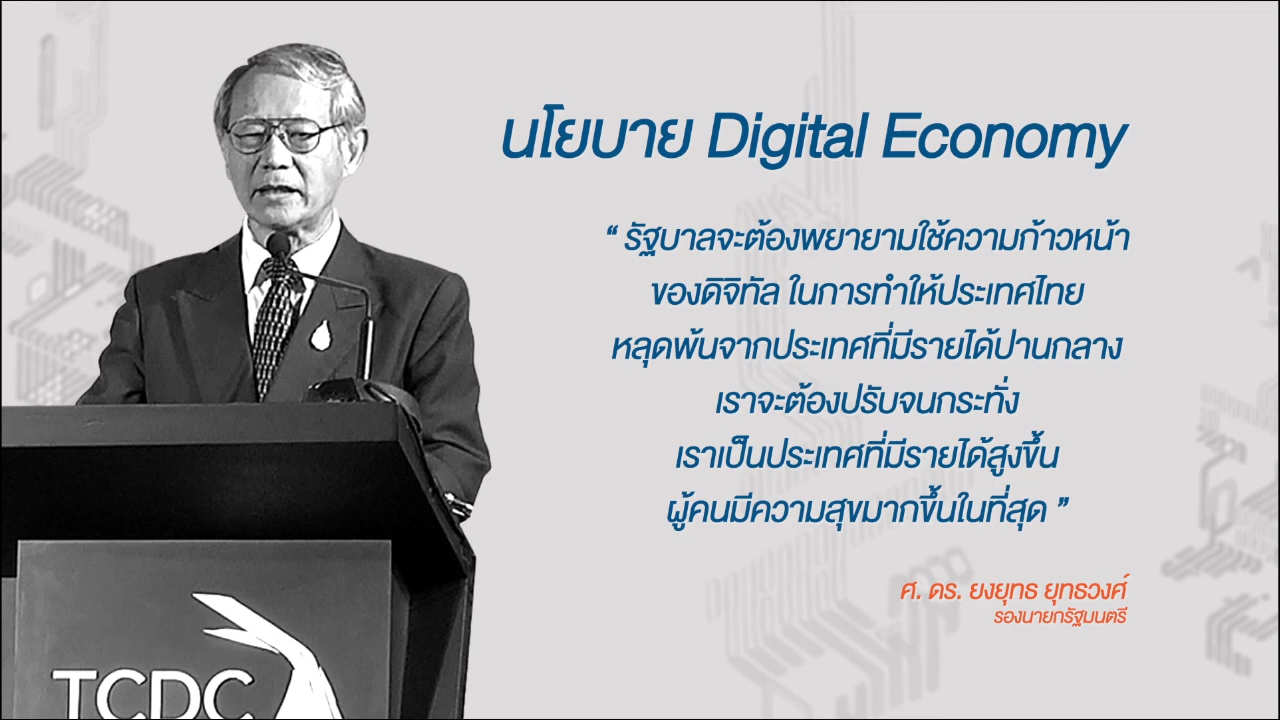 นโยบาย Digital Economy
“ รัฐบาลจะต้องพยายามใช้ความก้าวหน้า
ของดิจิทัล ในการทำให้ประเทศไทย
หลุดพ้นจากประเทศที่มีรายได้ปานกลาง
เราจะต้องปรับจนกระทั่ง
เราเป็นประเทศที่มีรายได้สูงขึ้น
ผู้คนมีความสุขมากขึ้นในที่สุด ”
ศ. ดร. ยงยุทธ ยุทธวงศ์
รองนายกรัฐมนตรี
TCDC